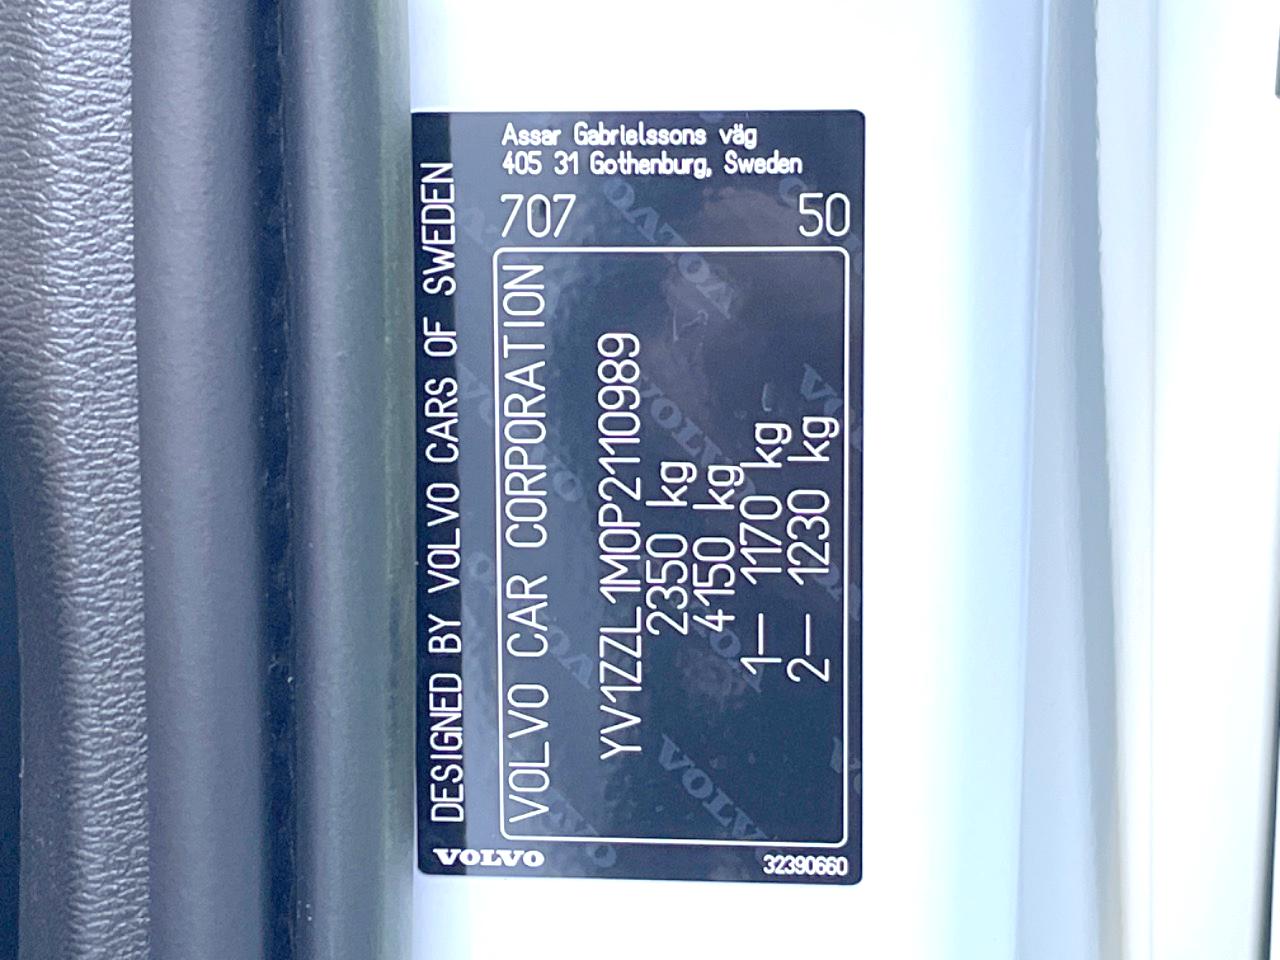 Assar Gabrielssons väg
405 31 Gothenburg, Sweden
707 50
DESIGNED BY VOLVO CARS OF SWEDEN
VOLVO CAR CORPORATION
YV1ZZL1M0P2110989
2350 kg
4150 kg
1– 1170 kg
2– 1230 kg
VOLVO
32390660